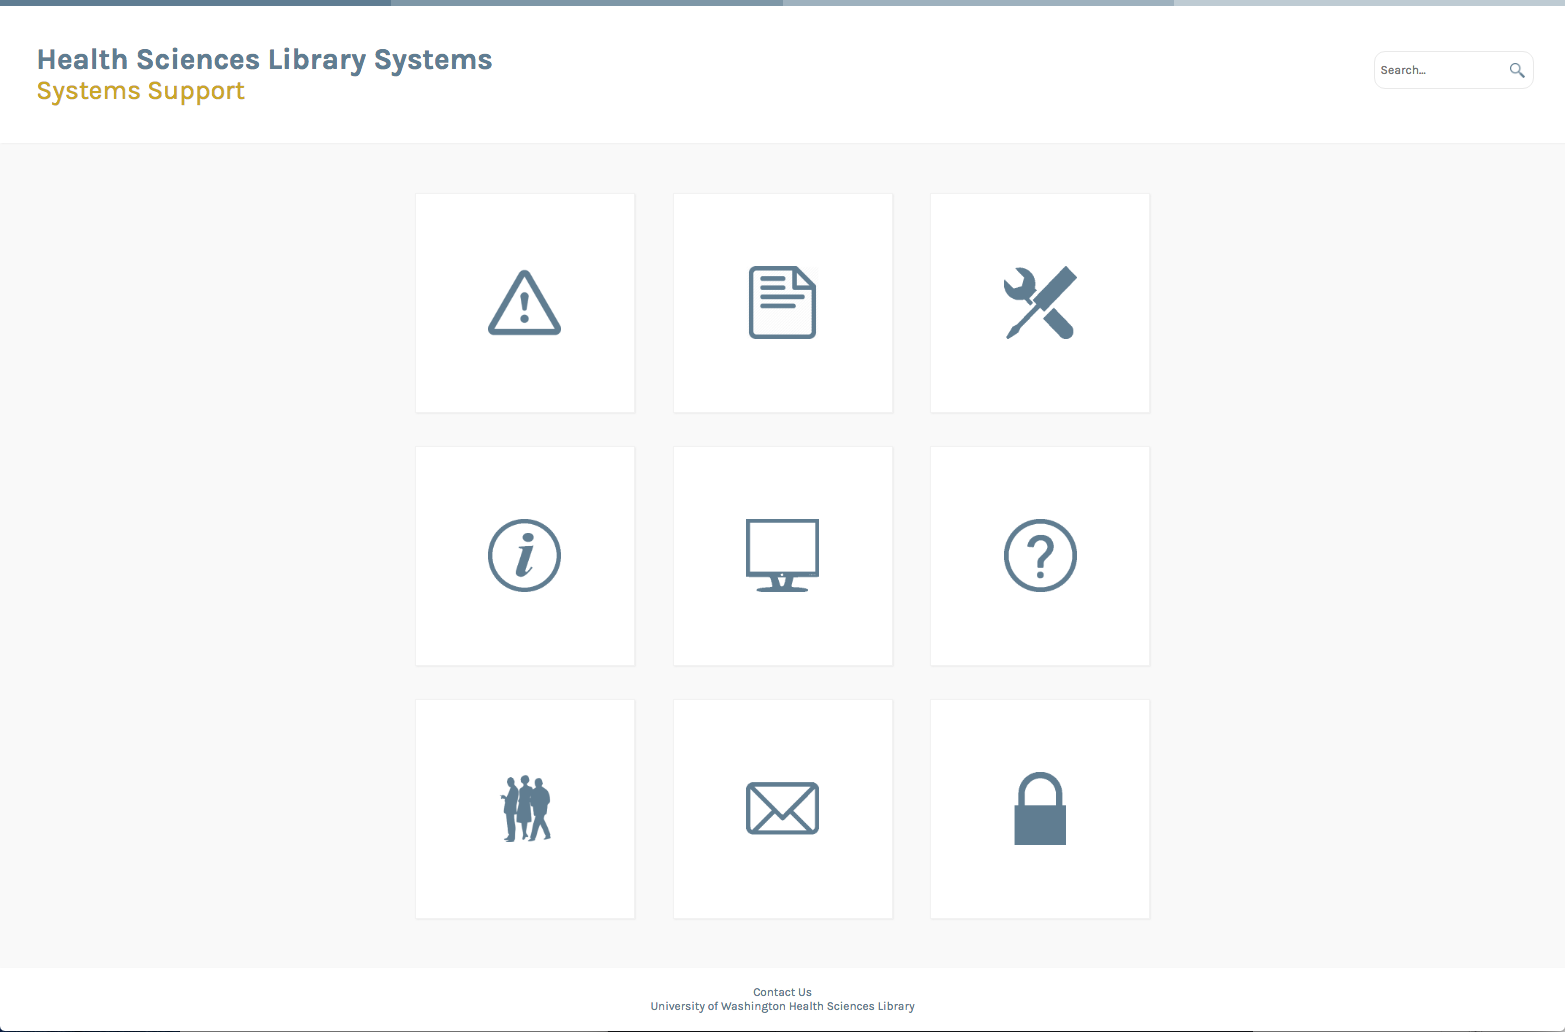 Health Sciences Library Systems
Systems Support
Search...
Contact Us
University of Washington Health Sciences Library